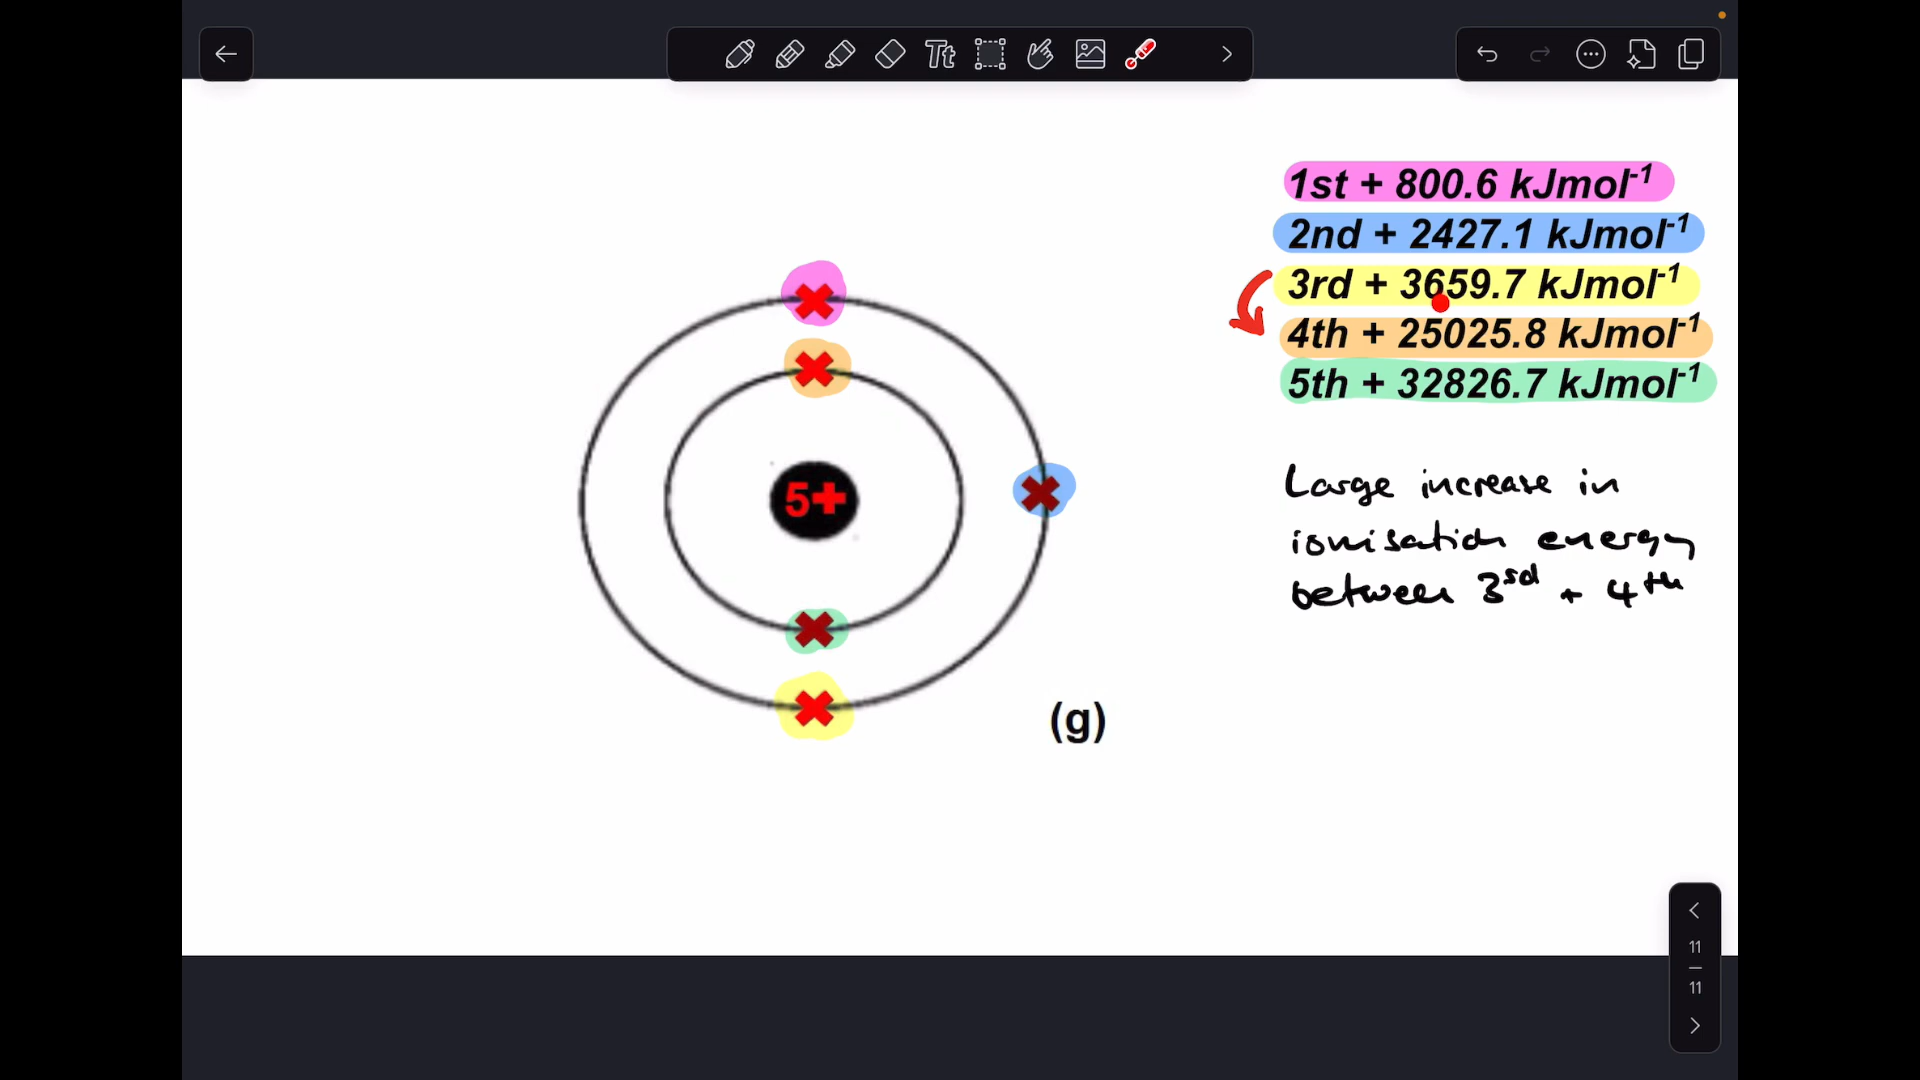 Tt
1st + 800.6 kJmol⁻¹
2nd + 2427.1 kJmol⁻¹
3rd + 3659.7 kJmol⁻¹
4th + 25025.8 kJmol⁻¹
5th + 32826.7 kJmol⁻¹
5+
Large increase in
ionisation energy
between 3rd + 4th
(g)
11
11